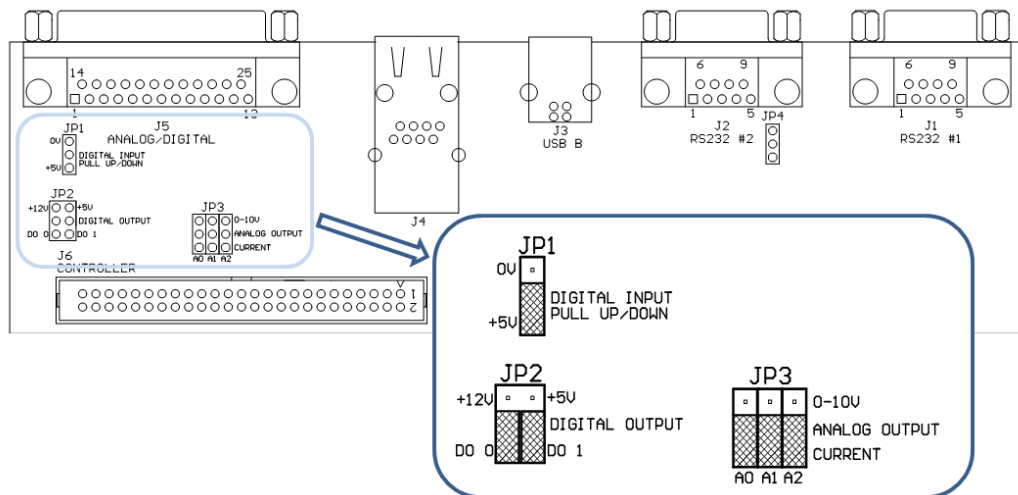 14 25
1 13
J5
ANALOG/DIGITAL
JP1
0V
DIGITAL INPUT
PULL UP/DOWN
+5V
JP2
+12V +5V
DIGITAL OUTPUT
DO 0 DO 1
JP3
0-10V
ANALOG OUTPUT
CURRENT
A0 A1 A2
J6
CONTROLLER
1
2
J4
J3
USB B
6 9
1 5
J2
RS232 #2
JP4
6 9
1 5
J1
RS232 #1
JP1
0V
DIGITAL INPUT
PULL UP/DOWN
+5V
JP2
+12V +5V
DIGITAL OUTPUT
DO 0 DO 1
JP3
0-10V
ANALOG OUTPUT
CURRENT
A0 A1 A2